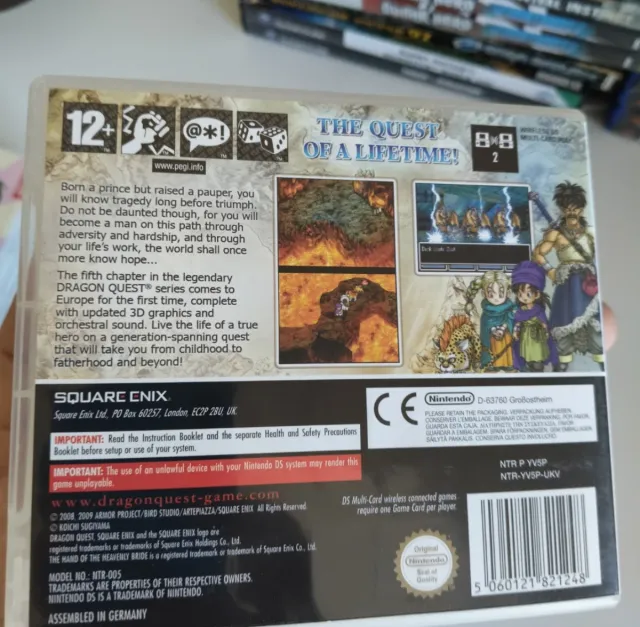 12+
@*!
www.pegi.info
THE QUEST
OF A LIFETIME!
2
Born a prince but raised a pauper, you
will know tragedy long before triumph.
Do not be daunted though, for you will
become a man on this path through
adversity and hardship, and through
your life's work, the world shall once
more know hope...
The fifth chapter in the legendary
DRAGON QUEST® series comes to
Europe for the first time, complete
with updated 3D graphics and
orchestral sound. Live the life of a true
hero on a generation-spanning quest
that will take you from childhood to
fatherhood and beyond!
SQUARE ENIX
Square Enix Ltd, PO Box 60257, London, EC2P 2BU, UK.
IMPORTANT: Read the Instruction Booklet and the separate Health and Safety Precautions
Booklet before setup or use of your system.
IMPORTANT: The use of an unlawful device with your Nintendo DS system may render this
game unplayable.
www.dragonquest-game.com
© 2008, 2009 ARMOR PROJECT/BIRD STUDIO/ARTEPIAZZA/SQUARE ENIX All Rights Reserved.
© KOICHI SUGIYAMA
DRAGON QUEST, SQUARE ENIX and the SQUARE ENIX logo are
registered trademarks or trademarks of Square Enix Holdings Co., Ltd.
THE HAND OF THE HEAVENLY BRIDE is a registered trademark or trademark of Square Enix Co., Ltd.
MODEL NO.: NTR-005
TRADEMARKS ARE PROPERTIES OF THEIR RESPECTIVE OWNERS.
NINTENDO DS IS A TRADEMARK OF NINTENDO.
ASSEMBLED IN GERMANY
CE
Nintendo D-63760 Großostheim
PLEASE RETAIN THE PACKAGING.
NTR P YV5P
NTR-YV5P-UKV
DS Multi-Card wireless connected games
require one Game Card per player.
Original
Nintendo
Seal of
Quality
5 060121 821248